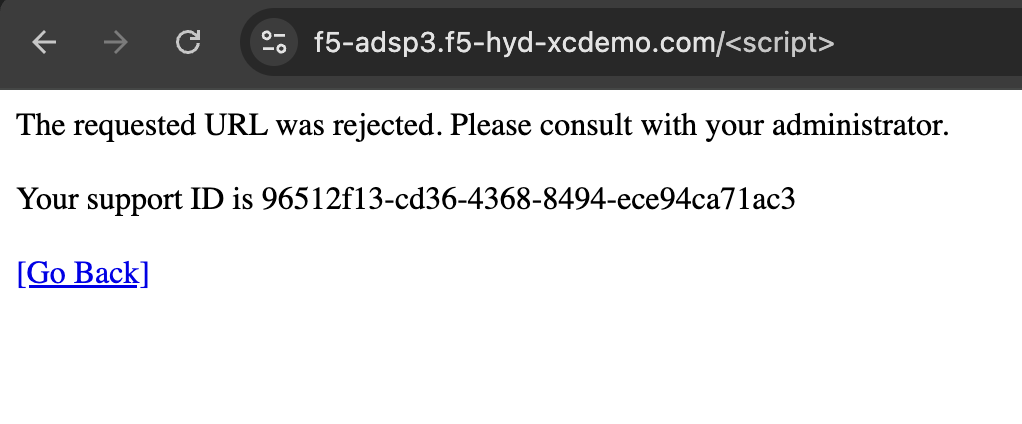 f5-adsp3.f5-hyd-xcdemo.com/<script>
The requested URL was rejected. Please consult with your administrator.
Your support ID is 96512f13-cd36-4368-8494-ece94ca71ac3
[Go Back]